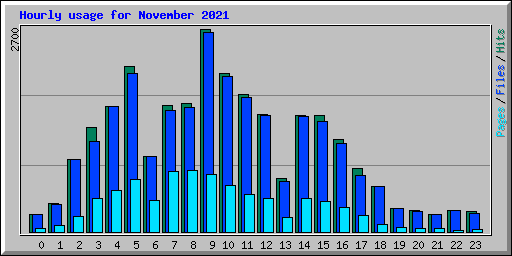 Hourly usage for November 2021
2700
Pages/Files/Hits
0 1 2 3 4 5 6 7 8 9 10 11 12 13 14 15 16 17 18 19 20 21 22 23